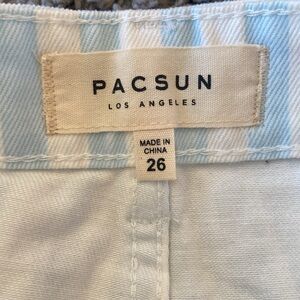 PACSUN
LOS ANGELES
MADE IN
CHINA
26